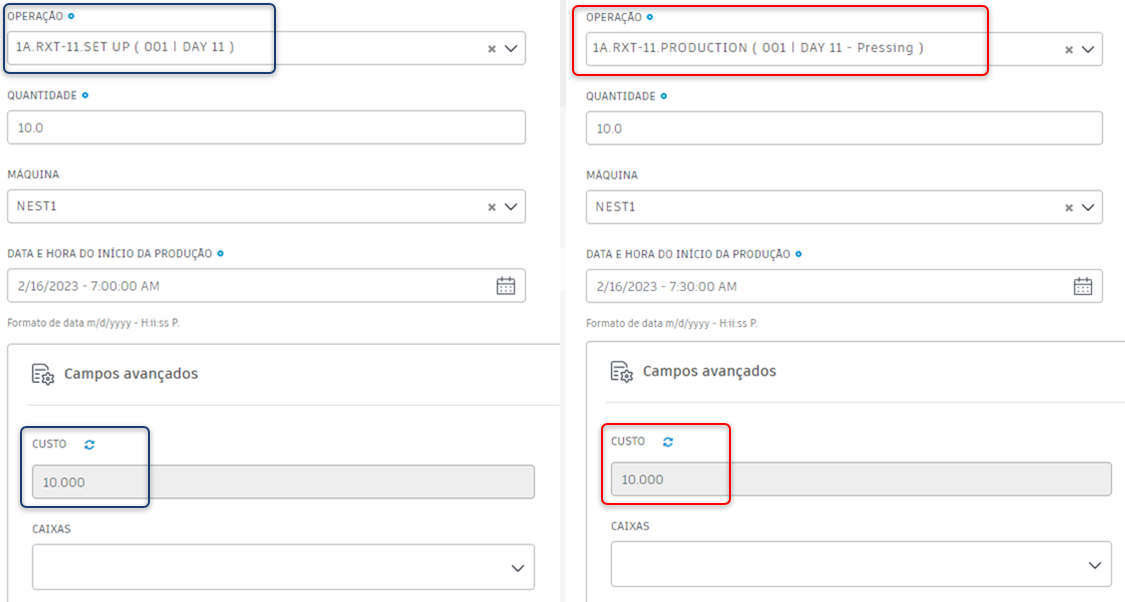 OPERAÇÃO
1A.RXT-11.SET UP ( 001 | DAY 11 )
QUANTIDADE
10.0
MÁQUINA
NEST1
DATA E HORA DO INÍCIO DA PRODUÇÃO
2/16/2023 - 7:00:00 AM
Formato de data m/d/yyyy - H:ii:ss P.
Campos avançados
CUSTO
10.000
CAIXAS
OPERAÇÃO
1A.RXT-11.PRODUCTION ( 001 | DAY 11 - Pressing )
QUANTIDADE
10.0
MÁQUINA
NEST1
DATA E HORA DO INÍCIO DA PRODUÇÃO
2/16/2023 - 7:30:00 AM
Formato de data m/d/yyyy - H:ii:ss P.
Campos avançados
CUSTO
10.000
CAIXAS